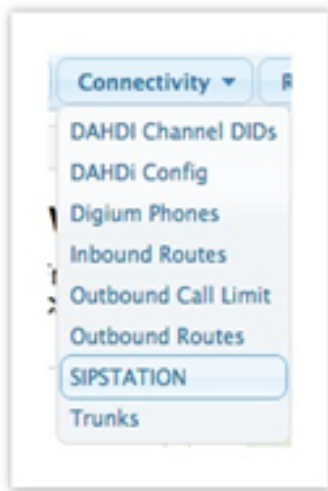 Connectivity
DAHDI Channel DIDs
DAHDi Config
Digium Phones
Inbound Routes
Outbound Call Limit
Outbound Routes
SIPSTATION
Trunks